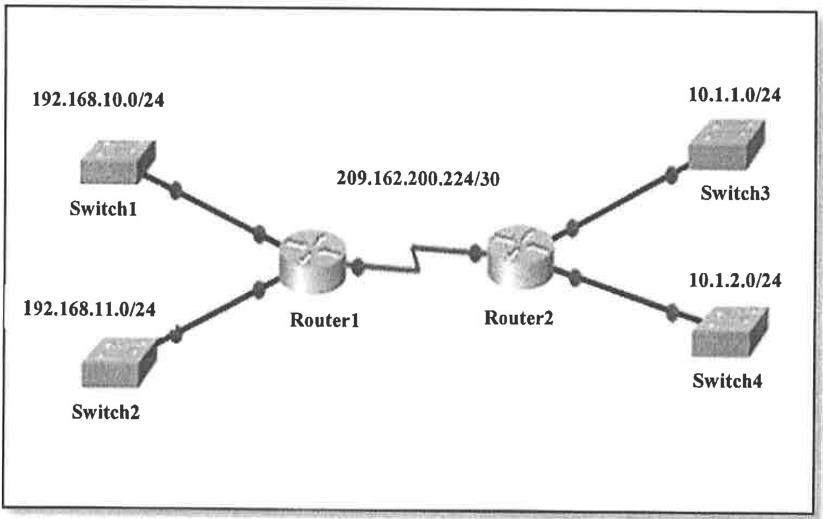 192.168.10.0/24
10.1.1.0/24
209.162.200.224/30
Switch1
Switch3
192.168.11.0/24
Router1
Router2
10.1.2.0/24
Switch2
Switch4